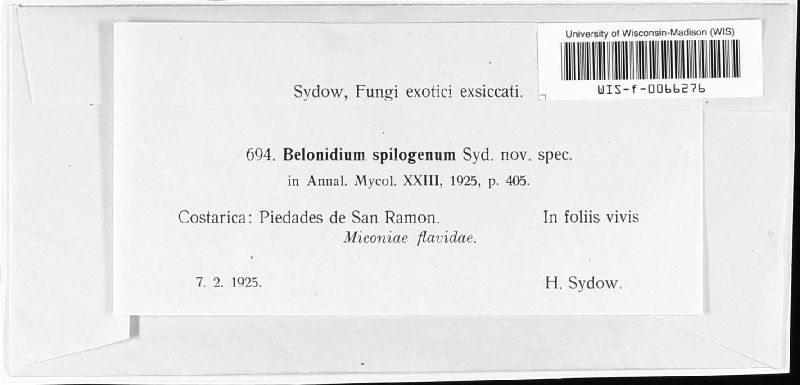 University of Wisconsin-Madison (WIS)
WIS-f-0066276
Sydow, Fungi exotici exsiccati.
694. Belonidium spilogenum Syd. nov. spec.
in Annal. Mycol. XXIII, 1925, p. 405.
Costarica: Piedades de San Ramon. In foliis vivis
Miconiae flavidae.
7. 2. 1925. H. Sydow.